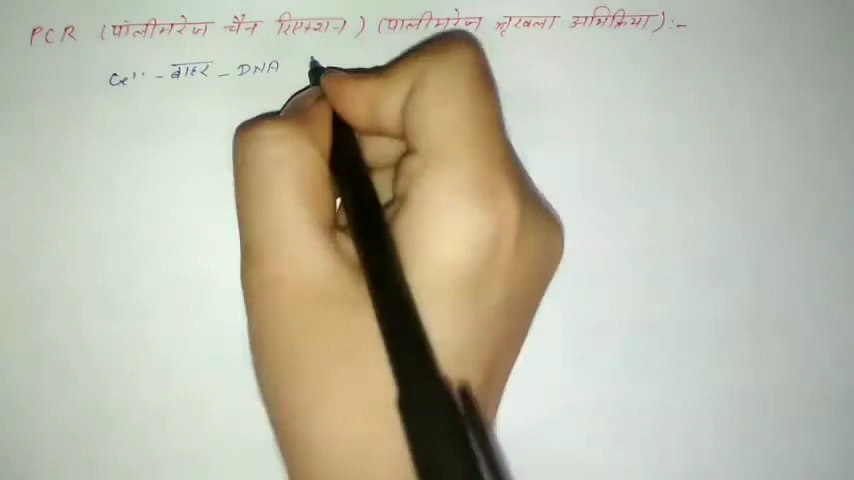 PCR (पॉलीमरेज चैन रिएक्शन) (पालीमरेज श्रृंखला अभिक्रिया):-
Cell - बाहर - DNA